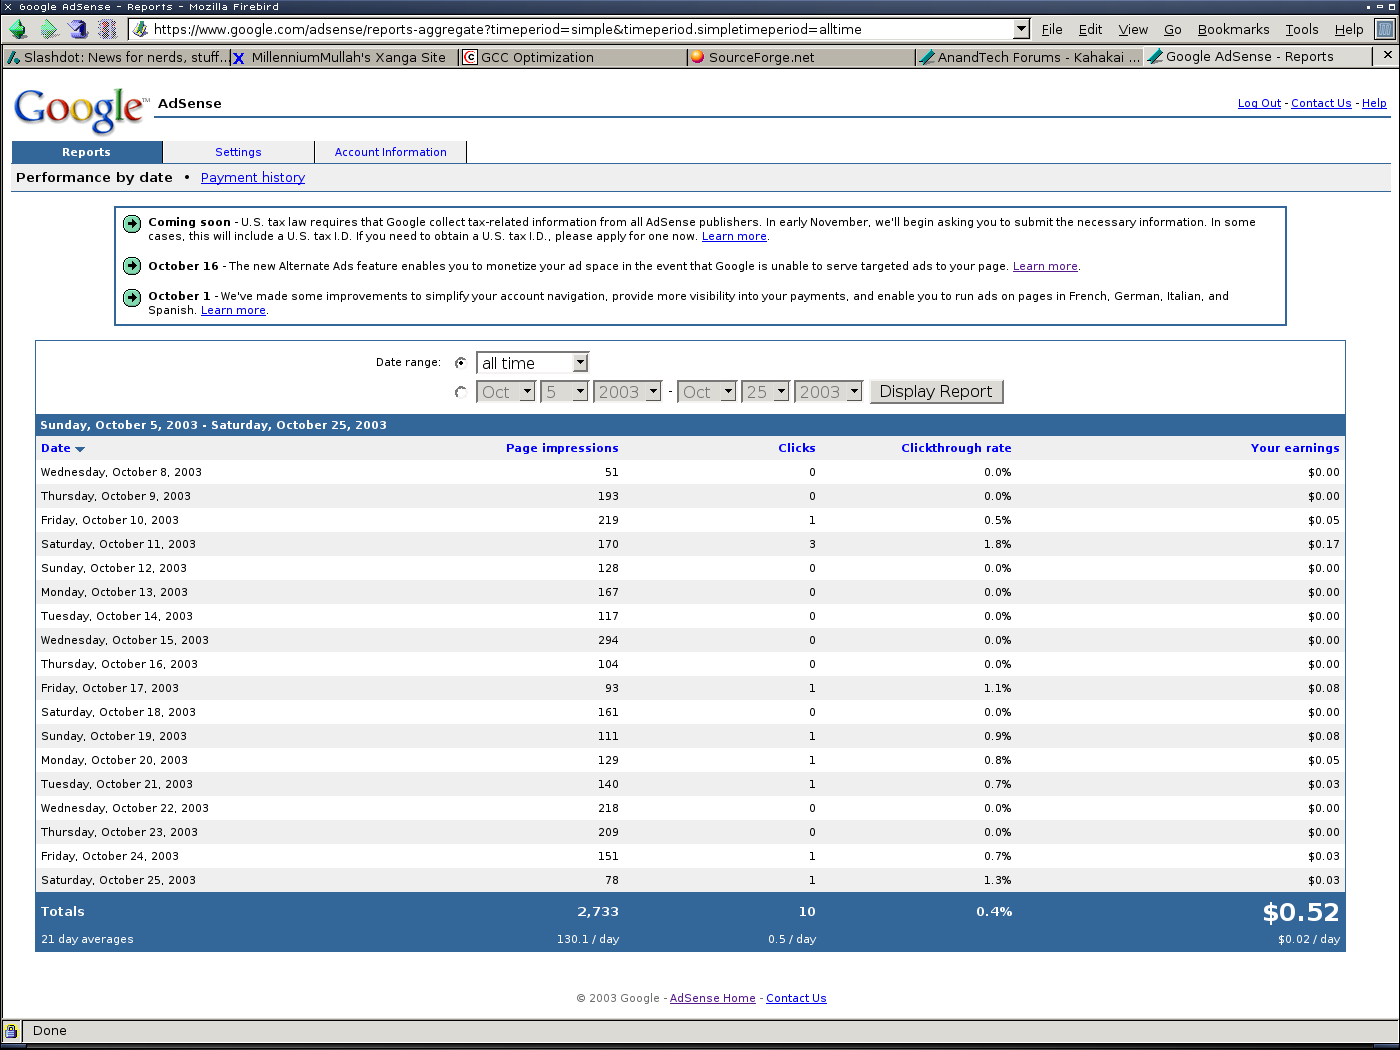 Google AdSense - Reports - Mozilla Firebird
https://www.google.com/adsense/reports-aggregate?timeperiod=simple&timeperiod.simpletimeperiod=alltime File Edit View Go Bookmarks Tools Help
Slashdot: News for nerds, stuff... MillenniumMullah's Xanga Site GCC Optimization SourceForge.net AnandTech Forums - Kahakai ... Google AdSense - Reports
Google™ AdSense Log Out - Contact Us - Help
Reports Settings Account Information
Performance by date • Payment history
Coming soon - U.S. tax law requires that Google collect tax-related information from all AdSense publishers. In early November, we'll begin asking you to submit the necessary information. In some
cases, this will include a U.S. tax I.D. If you need to obtain a U.S. tax I.D., please apply for one now. Learn more.
October 16 - The new Alternate Ads feature enables you to monetize your ad space in the event that Google is unable to serve targeted ads to your page. Learn more.
October 1 - We've made some improvements to simplify your account navigation, provide more visibility into your payments, and enable you to run ads on pages in French, German, Italian, and
Spanish. Learn more.
Date range: all time
Oct 5 2003 - Oct 25 2003 Display Report
Sunday, October 5, 2003 - Saturday, October 25, 2003
Date Page impressions Clicks Clickthrough rate Your earnings
Wednesday, October 8, 2003 51 0 0.0% $0.00
Thursday, October 9, 2003 193 0 0.0% $0.00
Friday, October 10, 2003 219 1 0.5% $0.05
Saturday, October 11, 2003 170 3 1.8% $0.17
Sunday, October 12, 2003 128 0 0.0% $0.00
Monday, October 13, 2003 167 0 0.0% $0.00
Tuesday, October 14, 2003 117 0 0.0% $0.00
Wednesday, October 15, 2003 294 0 0.0% $0.00
Thursday, October 16, 2003 104 0 0.0% $0.00
Friday, October 17, 2003 93 1 1.1% $0.08
Saturday, October 18, 2003 161 0 0.0% $0.00
Sunday, October 19, 2003 111 1 0.9% $0.08
Monday, October 20, 2003 129 1 0.8% $0.05
Tuesday, October 21, 2003 140 1 0.7% $0.03
Wednesday, October 22, 2003 218 0 0.0% $0.00
Thursday, October 23, 2003 209 0 0.0% $0.00
Friday, October 24, 2003 151 1 0.7% $0.03
Saturday, October 25, 2003 78 1 1.3% $0.03
Totals 2,733 10 0.4% $0.52
21 day averages 130.1 / day 0.5 / day $0.02 / day
© 2003 Google - AdSense Home - Contact Us
Done